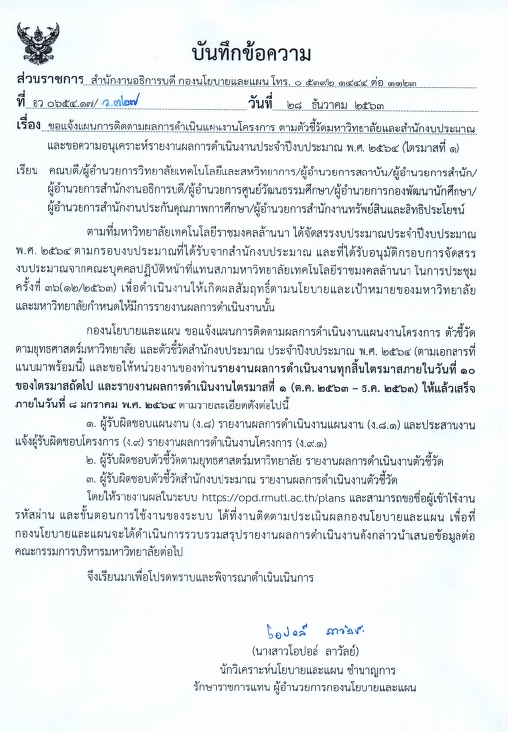 บันทึกข้อความ
ส่วนราชการ สำนักงานอธิการบดี กองนโยบายและแผน โทร. ๐ ๕๓๙๒ ๑๔๔๔ ต่อ ๑๑๒๓
ที่ อว ๐๖๕๔.๑๗/ ว.๓๒๗ วันที่ ๒๘ ธันวาคม ๒๕๖๓
เรื่อง ขอแจ้งแผนการติดตามผลการดำเนินแผนงานโครงการ ตามตัวชี้วัดมหาวิทยาลัยและสำนักงบประมาณ
และขอความอนุเคราะห์รายงานผลการดำเนินงานประจำปีงบประมาณ พ.ศ. ๒๕๖๔ (ไตรมาสที่ ๑)
เรียน คณบดี/ผู้อำนวยการวิทยาลัยเทคโนโลยีและสหวิทยาการ/ผู้อำนวยการสถาบัน/ผู้อำนวยการสำนัก/
ผู้อำนวยการสำนักงานอธิการบดี/ผู้อำนวยการศูนย์วัฒนธรรมศึกษา/ผู้อำนวยการกองพัฒนานักศึกษา/
ผู้อำนวยการสำนักงานประกันคุณภาพการศึกษา/ผู้อำนวยการสำนักงานทรัพย์สินและสิทธิประโยชน์
ตามที่มหาวิทยาลัยเทคโนโลยีราชมงคลล้านนา ได้จัดสรรงบประมาณประจำปีงบประมาณ
พ.ศ. ๒๕๖๔ ตามกรอบงบประมาณที่ได้รับจากสำนักงบประมาณ และที่ได้รับอนุมัติกรอบการจัดสรร
งบประมาณจากคณะบุคคลปฏิบัติหน้าที่แทนสภามหาวิทยาลัยเทคโนโลยีราชมงคลล้านนา ในการประชุม
ครั้งที่ ๓๖(๑๒/๒๕๖๓) เพื่อดำเนินงานให้เกิดผลสัมฤทธิ์ตามนโยบายและเป้าหมายของมหาวิทยาลัย
และมหาวิทยาลัยกำหนดให้มีการรายงานผลการดำเนินงานนั้น
กองนโยบายและแผน ขอแจ้งแผนการติดตามผลการดำเนินงานแผนงานโครงการ ตัวชี้วัด
ตามยุทธศาสตร์มหาวิทยาลัย และตัวชี้วัดสำนักงบประมาณ ประจำปีงบประมาณ พ.ศ. ๒๕๖๔ (ตามเอกสารที่
แนบมาพร้อมนี้) และขอให้หน่วยงานของท่านรายงานผลการดำเนินงานทุกสิ้นไตรมาสภายในวันที่ ๑๐
ของไตรมาสถัดไป และรายงานผลการดำเนินงานไตรมาสที่ ๑ (ต.ค. ๒๕๖๓ – ธ.ค. ๒๕๖๓) ให้แล้วเสร็จ
ภายในวันที่ ๘ มกราคม พ.ศ. ๒๕๖๔ ตามรายละเอียดดังต่อไปนี้
๑. ผู้รับผิดชอบแผนงาน (ง.๘) รายงานผลการดำเนินงานแผนงาน (ง.๘.๑) และประสานงาน
แจ้งผู้รับผิดชอบโครงการ (ง.๙) รายงานผลการดำเนินงานโครงการ (ง.๙.๑)
๒. ผู้รับผิดชอบตัวชี้วัดตามยุทธศาสตร์มหาวิทยาลัย รายงานผลการดำเนินงานตัวชี้วัด
๓. ผู้รับผิดชอบตัวชี้วัดสำนักงบประมาณ รายงานผลการดำเนินงานตัวชี้วัด
โดยให้รายงานผลในระบบ https://opd.rmutl.ac.th/plans และสามารถขอชื่อผู้เข้าใช้งาน
รหัสผ่าน และขั้นตอนการใช้งานของระบบ ได้ที่งานติดตามประเมินผลกองนโยบายและแผน เพื่อที่
กองนโยบายและแผนจะได้ดำเนินการรวบรวมสรุปรายงานผลการดำเนินงานดังกล่าวนำเสนอข้อมูลต่อ
คณะกรรมการบริหารมหาวิทยาลัยต่อไป
จึงเรียนมาเพื่อโปรดทราบและพิจารณาดำเนินเนินการ
โอปอล์ ลาวัลย์
(นางสาวโอปอล์ ลาวัลย์)
นักวิเคราะห์นโยบายและแผน ชำนาญการ
รักษาราชการแทน ผู้อำนวยการกองนโยบายและแผน